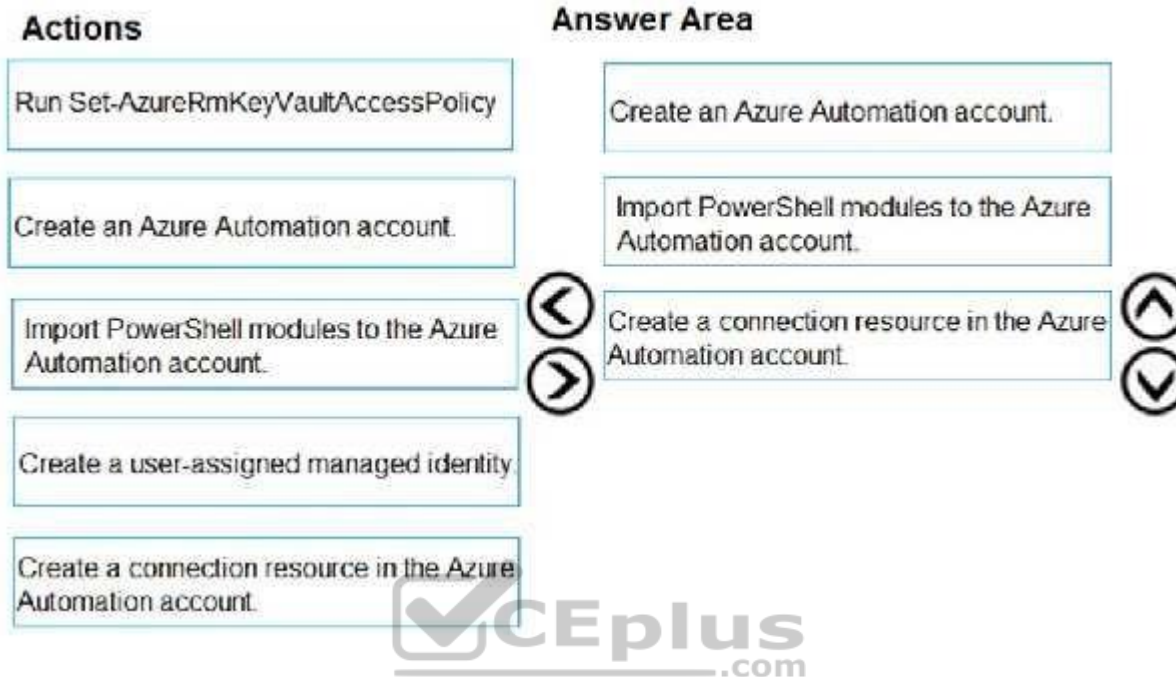 Actions
Run Set-AzureRmKeyVaultAccessPolicy
Create an Azure Automation account.
Import PowerShell modules to the Azure
Automation account.
Create a user-assigned managed identity.
Create a connection resource in the Azure
Automation account.
Answer Area
Create an Azure Automation account.
Import PowerShell modules to the Azure
Automation account.
Create a connection resource in the Azure
Automation account.
CEplus
.com